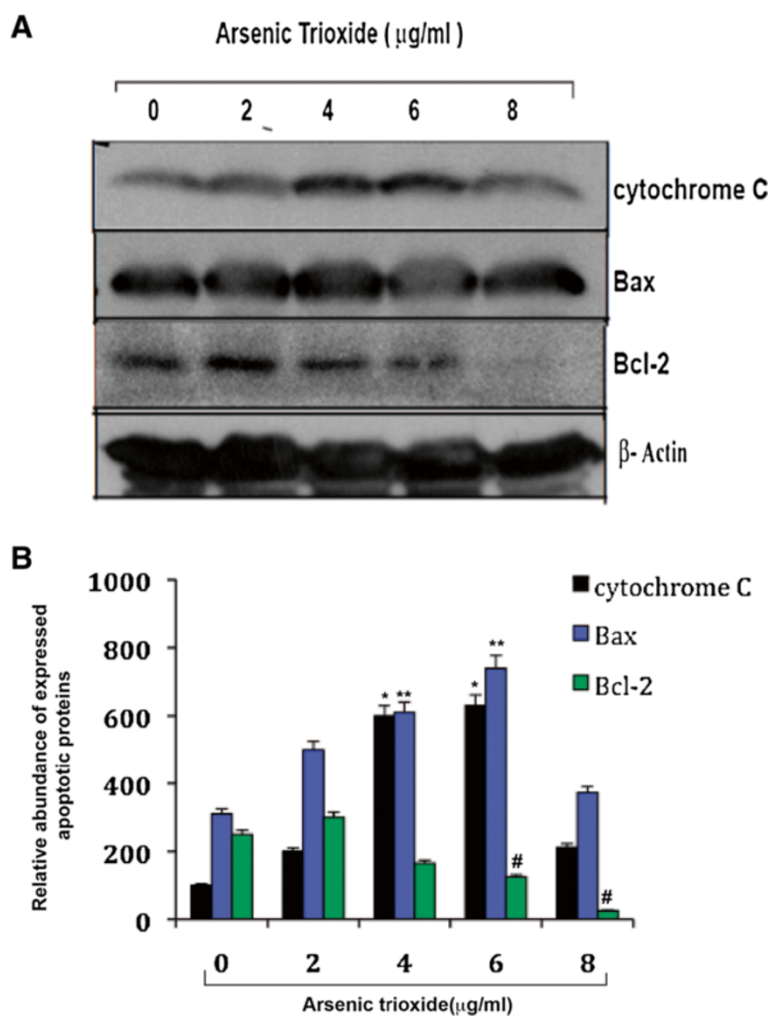 A
Arsenic Trioxide ( μg/ml )
0 2 4 6 8
cytochrome C
Bax
Bcl-2
β- Actin
B
Relative abundance of expressed
apoptotic proteins
1000
800
600
400
200
0
cytochrome C
Bax
Bcl-2
* **
* **
#
#
0 2 4 6 8
Arsenic trioxide(μg/ml)